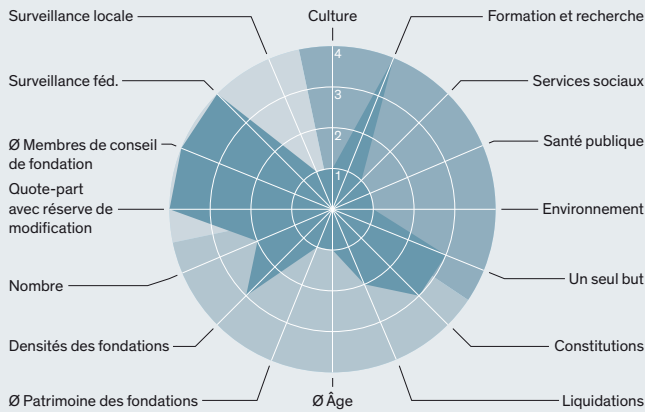 Surveillance locale
Culture
Formation et recherche
4
Surveillance féd.
Services sociaux
3
Ø Membres de conseil
de fondation
2
Santé publique
1
Quote-part
avec réserve de
modification
Environnement
Nombre
Un seul but
Densités des fondations
Constitutions
Ø Patrimoine des fondations
Ø Âge
Liquidations